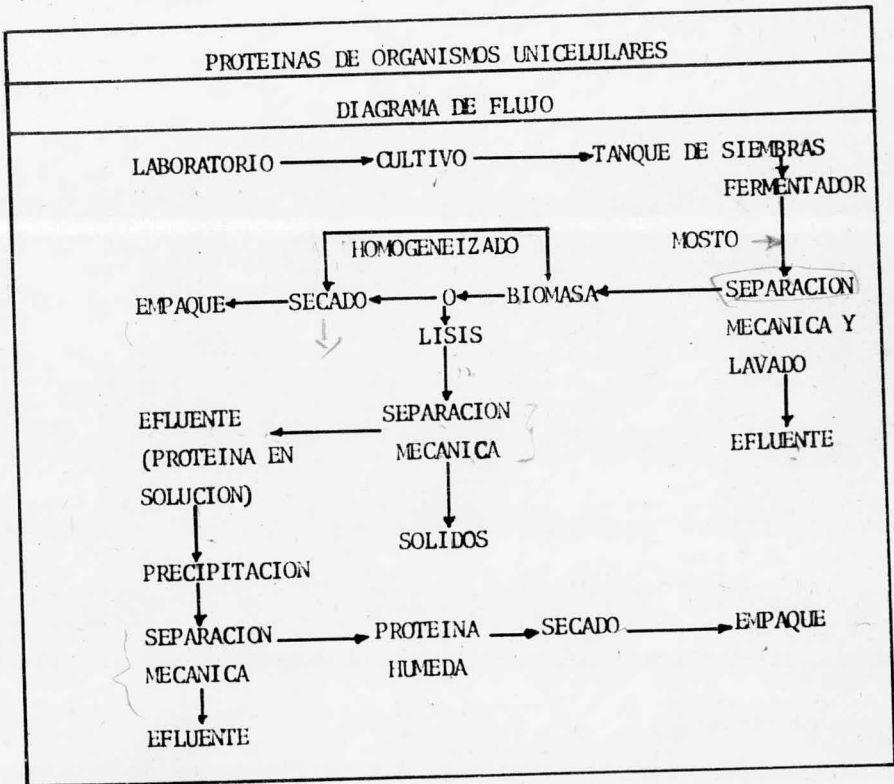 PROTEINAS DE ORGANISMOS UNICELULARES
DIAGRAMA DE FLUJO
LABORATORIO CULTIVO TANQUE DE SIEMBRAS
FERMENTADOR
HOMOGENEIZADO MOSTO
EMPAQUE SECADO O BIOMASA SEPARACION
LISIS MECANICA Y
LAVADO
EFLUENTE SEPARACION
(PROTEINA EN MECANICA EFLUENTE
SOLUCION)
SOLIDOS
PRECIPITACION
SEPARACION PROTEINA SECADO EMPAQUE
MECANICA HUMEDA
EFLUENTE